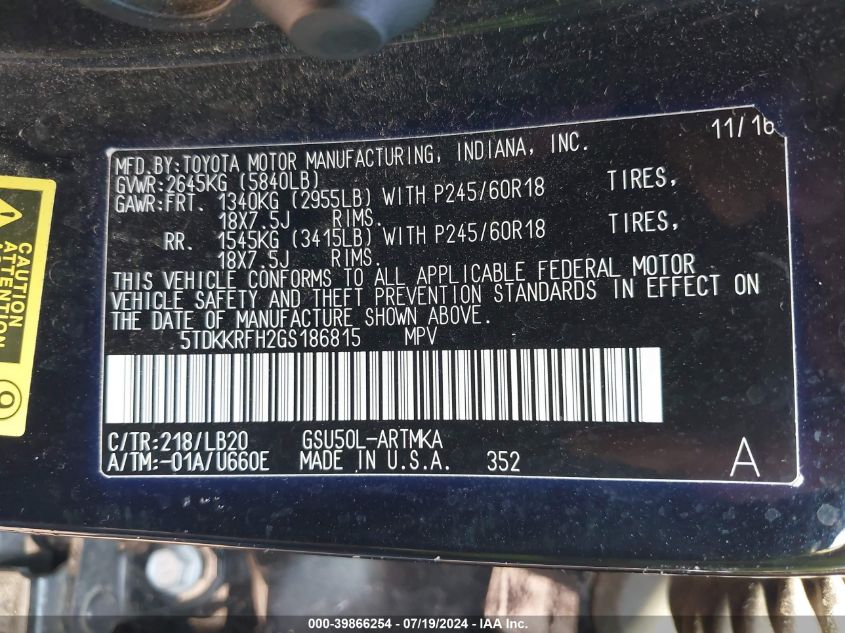 11/16
MFD.BY:TOYOTA MOTOR MANUFACTURING, INDIANA, INC.
GVWR:2645KG (5840LB)
GAWR:FRT. 1340KG (2955LB) WITH P245/60R18 TIRES,
18X7.5J RIMS.
RR. 1545KG (3415LB) WITH P245/60R18 TIRES,
18X7.5J RIMS.
THIS VEHICLE CONFORMS TO ALL APPLICABLE FEDERAL MOTOR
VEHICLE SAFETY AND THEFT PREVENTION STANDARDS IN EFFECT ON
THE DATE OF MANUFACTURE SHOWN ABOVE.
5TDKKRFH2GS186815 MPV
C/TR:218/LB20 GSU50L-ARTMKA
A/TM:-01A/U660E MADE IN U.S.A. 352 A
CAUTION
ATTENTION
000-39866254 / 07/19/2024 / IAA Inc.